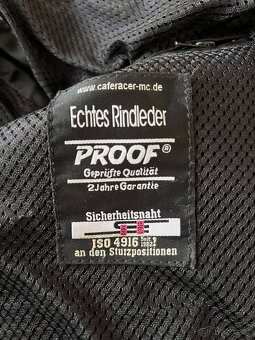 www.caferacer-mc.de
Echtes Rindleder
PROOF®
Geprüfte Qualität
2 Jahre Garantie
Sicherheitsnaht
ISO 4916
an den Sturzpositionen